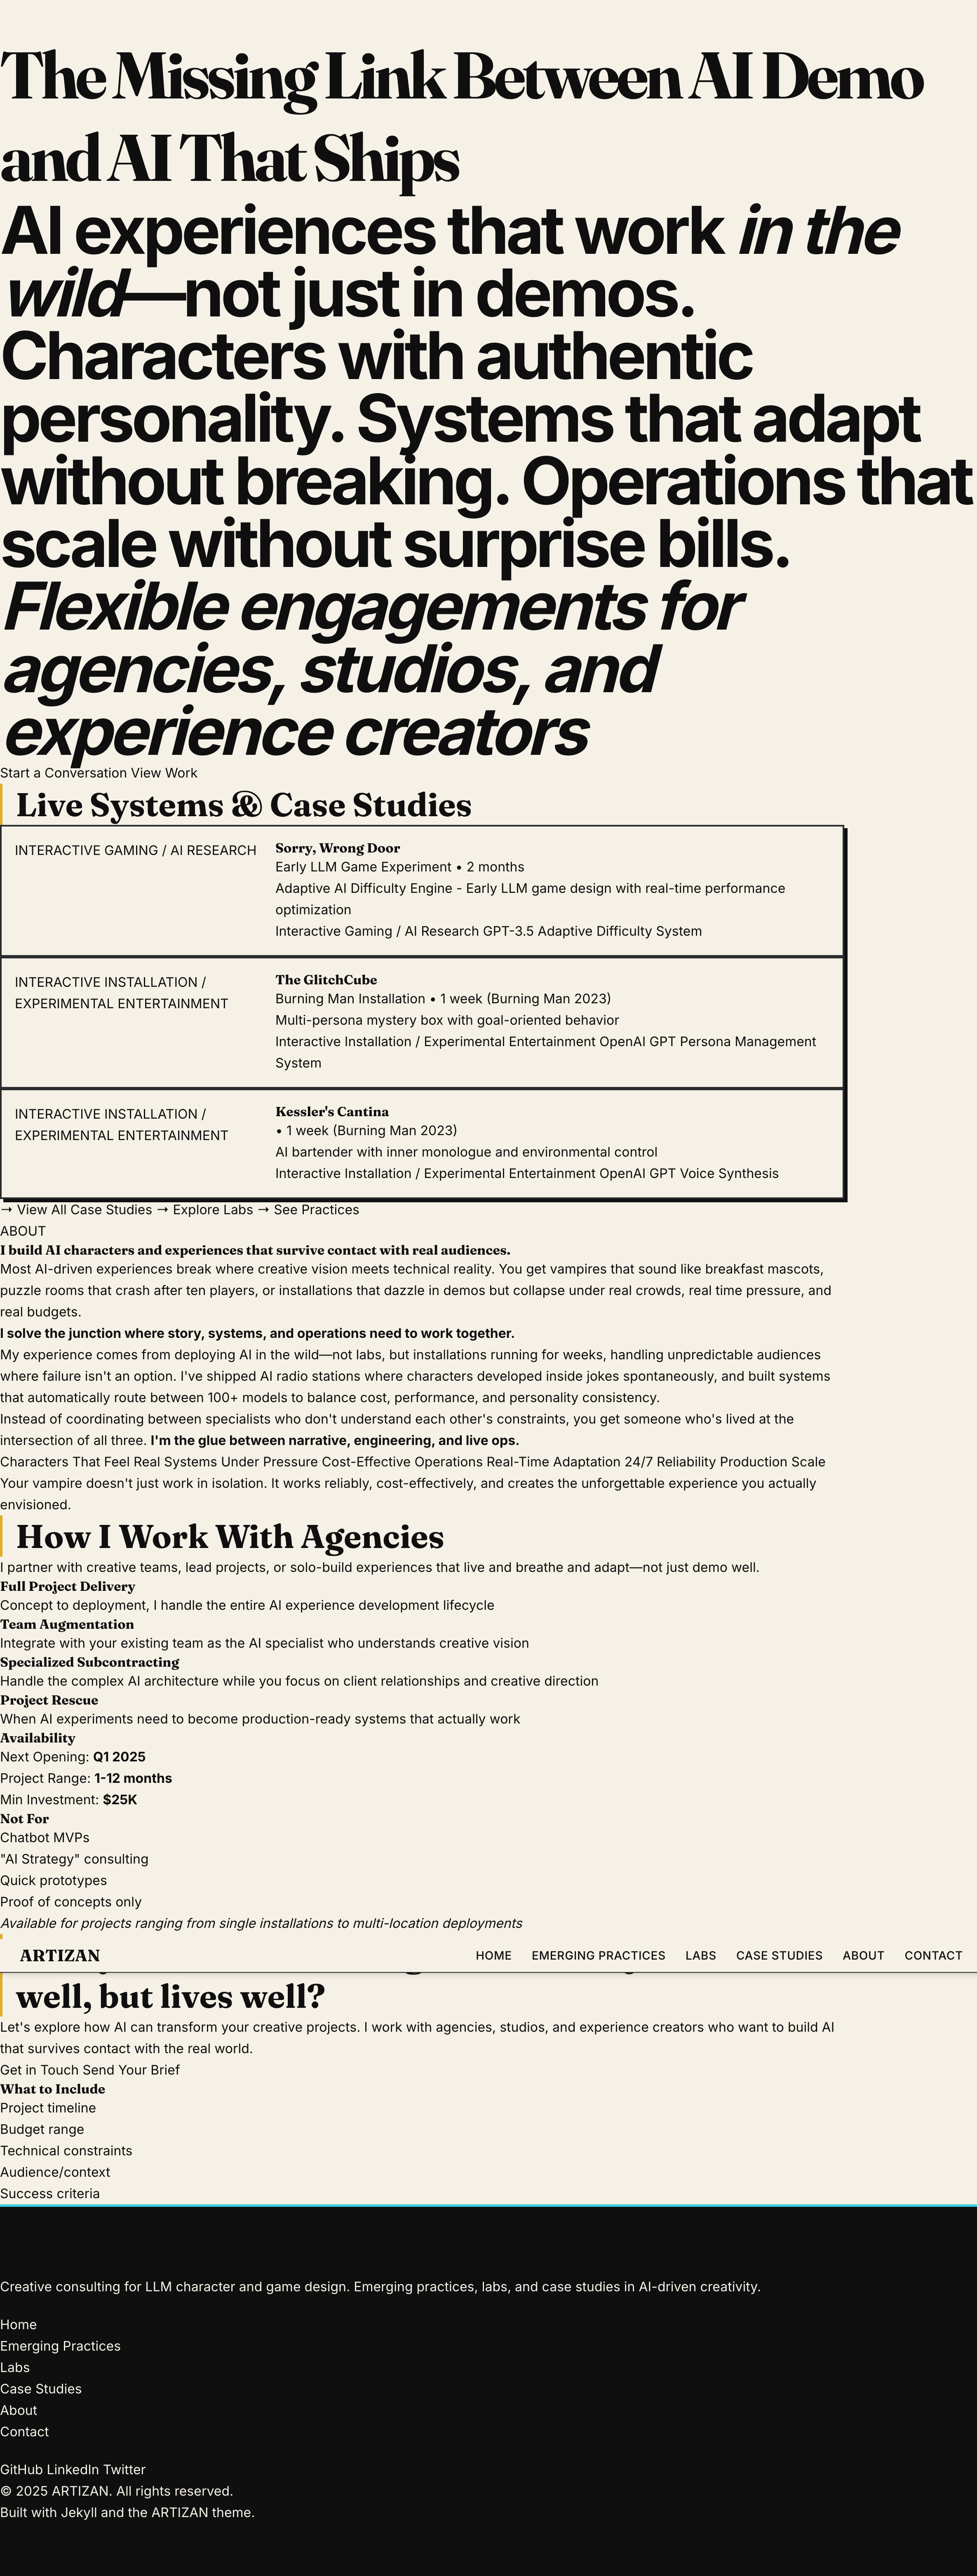 The Missing Link Between AI Demo
and AI That Ships
AI experiences that work in the
wild—not just in demos.
Characters with authentic
personality. Systems that adapt
without breaking. Operations that
scale without surprise bills.
Flexible engagements for
agencies, studios, and
experience creators
Start a Conversation View Work
Live Systems & Case Studies
INTERACTIVE GAMING / AI RESEARCH
Sorry, Wrong Door
Early LLM Game Experiment • 2 months
Adaptive AI Difficulty Engine - Early LLM game design with real-time performance
optimization
Interactive Gaming / AI Research GPT-3.5 Adaptive Difficulty System
INTERACTIVE INSTALLATION /
EXPERIMENTAL ENTERTAINMENT
The GlitchCube
Burning Man Installation • 1 week (Burning Man 2023)
Multi-persona mystery box with goal-oriented behavior
Interactive Installation / Experimental Entertainment OpenAI GPT Persona Management
System
INTERACTIVE INSTALLATION /
EXPERIMENTAL ENTERTAINMENT
Kessler's Cantina
• 1 week (Burning Man 2023)
AI bartender with inner monologue and environmental control
Interactive Installation / Experimental Entertainment OpenAI GPT Voice Synthesis
→ View All Case Studies → Explore Labs → See Practices
ABOUT
I build AI characters and experiences that survive contact with real audiences.
Most AI-driven experiences break where creative vision meets technical reality. You get vampires that sound like breakfast mascots,
puzzle rooms that crash after ten players, or installations that dazzle in demos but collapse under real crowds, real time pressure, and
real budgets.
I solve the junction where story, systems, and operations need to work together.
My experience comes from deploying AI in the wild—not labs, but installations running for weeks, handling unpredictable audiences
where failure isn't an option. I've shipped AI radio stations where characters developed inside jokes spontaneously, and built systems
that automatically route between 100+ models to balance cost, performance, and personality consistency.
Instead of coordinating between specialists who don't understand each other's constraints, you get someone who's lived at the
intersection of all three. I'm the glue between narrative, engineering, and live ops.
Characters That Feel Real Systems Under Pressure Cost-Effective Operations Real-Time Adaptation 24/7 Reliability Production Scale
Your vampire doesn't just work in isolation. It works reliably, cost-effectively, and creates the unforgettable experience you actually
envisioned.
How I Work With Agencies
I partner with creative teams, lead projects, or solo-build experiences that live and breathe and adapt—not just demo well.
Full Project Delivery
Concept to deployment, I handle the entire AI experience development lifecycle
Team Augmentation
Integrate with your existing team as the AI specialist who understands creative vision
Specialized Subcontracting
Handle the complex AI architecture while you focus on client relationships and creative direction
Project Rescue
When AI experiments need to become production-ready systems that actually work
Availability
Next Opening: Q1 2025
Project Range: 1-12 months
Min Investment: $25K
Not For
Chatbot MVPs
"AI Strategy" consulting
Quick prototypes
Proof of concepts only
Available for projects ranging from single installations to multi-location deployments
ARTIZAN HOME EMERGING PRACTICES LABS CASE STUDIES ABOUT CONTACT
well, but lives well?
Let's explore how AI can transform your creative projects. I work with agencies, studios, and experience creators who want to build AI
that survives contact with the real world.
Get in Touch Send Your Brief
What to Include
Project timeline
Budget range
Technical constraints
Audience/context
Success criteria
Creative consulting for LLM character and game design. Emerging practices, labs, and case studies in AI-driven creativity.
Home
Emerging Practices
Labs
Case Studies
About
Contact
GitHub LinkedIn Twitter
© 2025 ARTIZAN. All rights reserved.
Built with Jekyll and the ARTIZAN theme.